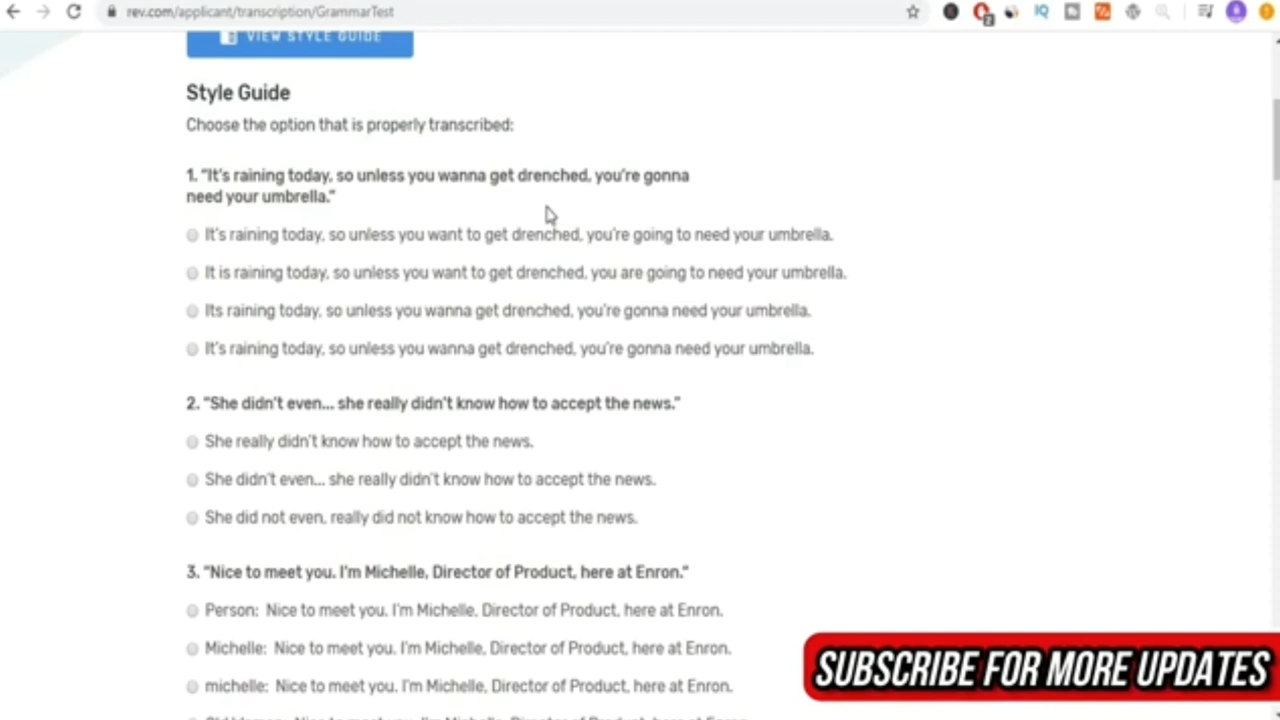 rev.com/applicant/transcription/GrammarTest
VIEW STYLE GUIDE
Style Guide
Choose the option that is properly transcribed:
1. "It's raining today, so unless you wanna get drenched, you're gonna
need your umbrella."
It's raining today, so unless you want to get drenched, you're going to need your umbrella.
It is raining today, so unless you want to get drenched, you are going to need your umbrella.
Its raining today, so unless you wanna get drenched, you're gonna need your umbrella.
It's raining today, so unless you wanna get drenched, you're gonna need your umbrella.
2. "She didn't even... she really didn't know how to accept the news."
She really didn't know how to accept the news.
She didn't even... she really didn't know how to accept the news.
She did not even, really did not know how to accept the news.
3. "Nice to meet you. I'm Michelle, Director of Product, here at Enron."
Person: Nice to meet you. I'm Michelle, Director of Product, here at Enron.
Michelle: Nice to meet you. I'm Michelle, Director of Product, here at Enron.
michelle: Nice to meet you. I'm Michelle, Director of Product, here at Enron.
SUBSCRIBE FOR MORE UPDATES